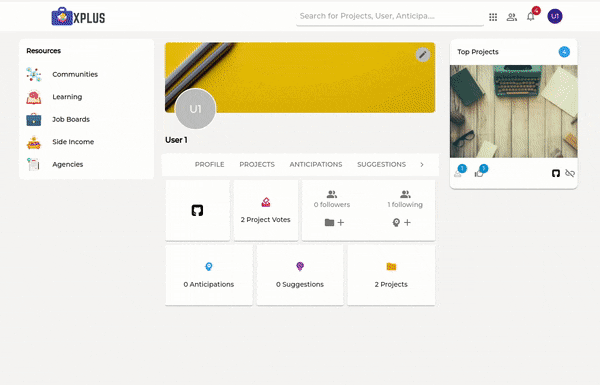 XPLUS
Search for Projects, User, Anticipa....
4
U1
Resources
Communities
Learning
Job Boards
Side Income
Agencies
U1
User 1
PROFILE
PROJECTS
ANTICIPATIONS
SUGGESTIONS
2 Project Votes
0 followers
1 following
0 Anticipations
0 Suggestions
2 Projects
Top Projects
4